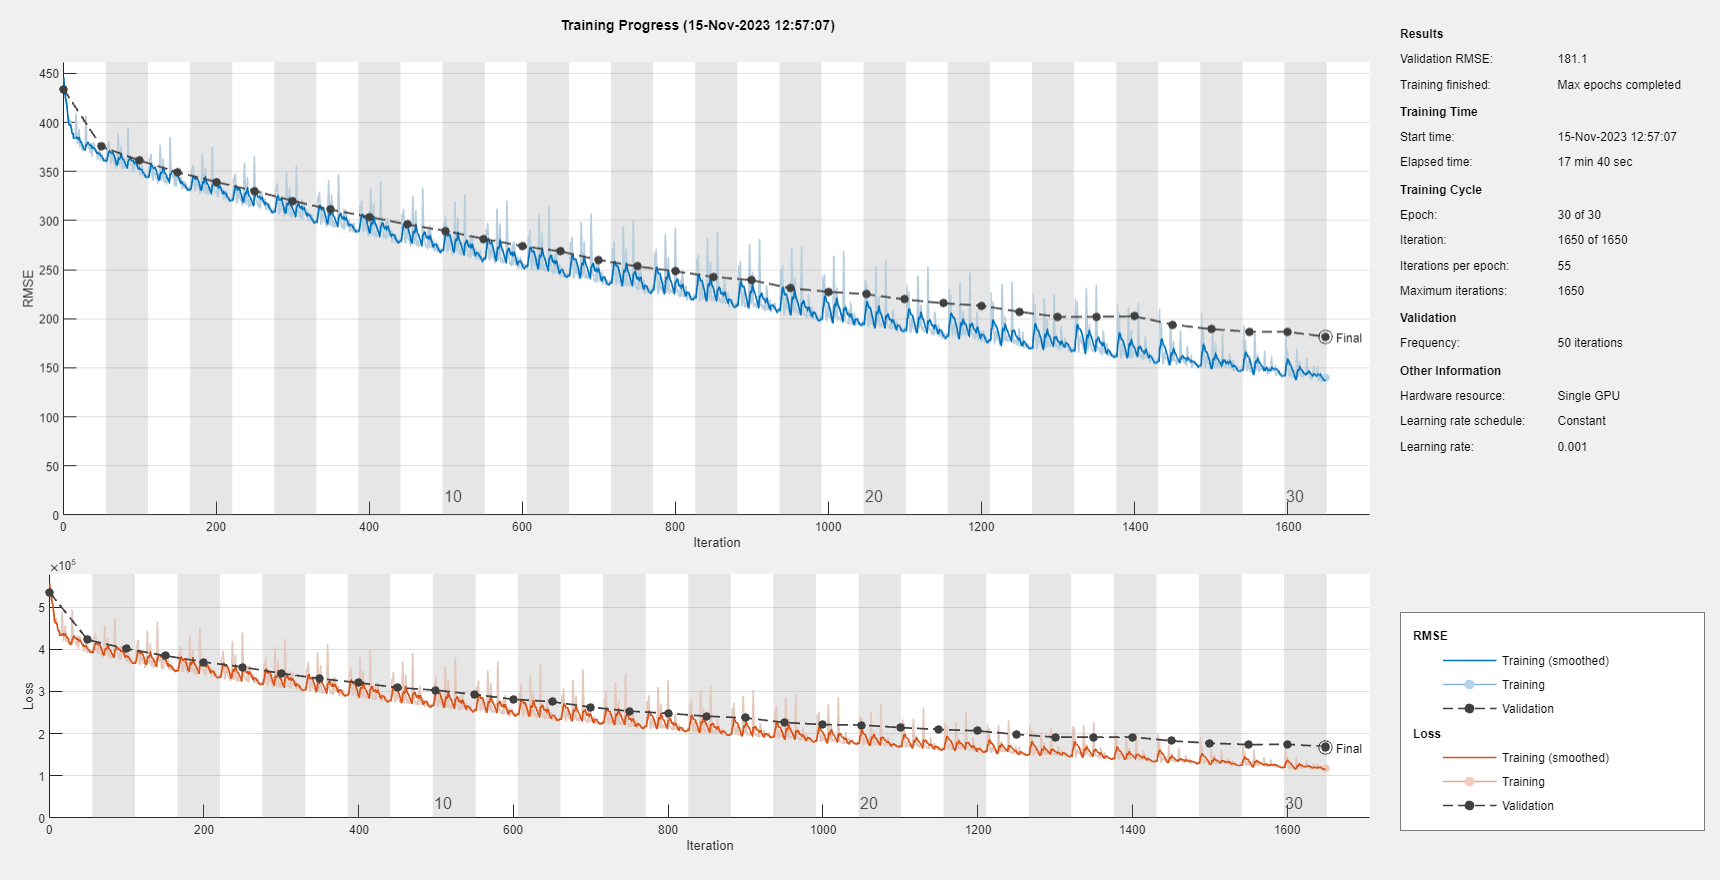 Training Progress (15-Nov-2023 12:57:07)
450
400
350
300
250
200
150
100
50
0
RMSE
10
20
30
Final
0 200 400 600 800 1000 1200 1400 1600
Iteration
×10⁵
5
4
3
2
1
0
Loss
10
20
30
Final
0 200 400 600 800 1000 1200 1400 1600
Iteration
Results
Validation RMSE: 181.1
Training finished: Max epochs completed
Training Time
Start time: 15-Nov-2023 12:57:07
Elapsed time: 17 min 40 sec
Training Cycle
Epoch: 30 of 30
Iteration: 1650 of 1650
Iterations per epoch: 55
Maximum iterations: 1650
Validation
Frequency: 50 iterations
Other Information
Hardware resource: Single GPU
Learning rate schedule: Constant
Learning rate: 0.001
RMSE
Training (smoothed)
Training
Validation
Loss
Training (smoothed)
Training
Validation